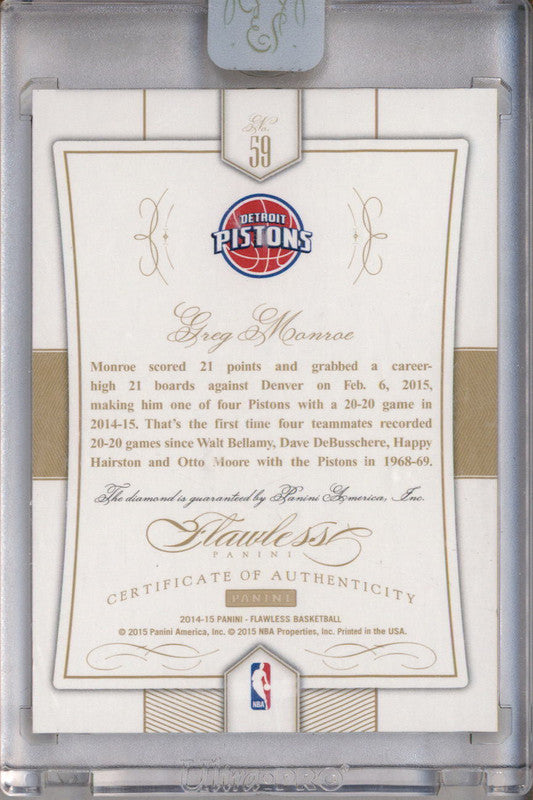 No.
59
DETROIT
PISTONS
Greg Monroe
Monroe scored 21 points and grabbed a career-
high 21 boards against Denver on Feb. 6, 2015,
making him one of four Pistons with a 20-20 game in
2014-15. That's the first time four teammates recorded
20-20 games since Walt Bellamy, Dave DeBusschere, Happy
Hairston and Otto Moore with the Pistons in 1968-69.
The diamond is guaranteed by Panini America, Inc.
Flawless
PANINI
CERTIFICATE OF AUTHENTICITY
PANINI
2014-15 PANINI - FLAWLESS BASKETBALL
© 2015 Panini America, Inc. © 2015 NBA Properties, Inc. Printed in the USA.
NBA
Ultra PRO